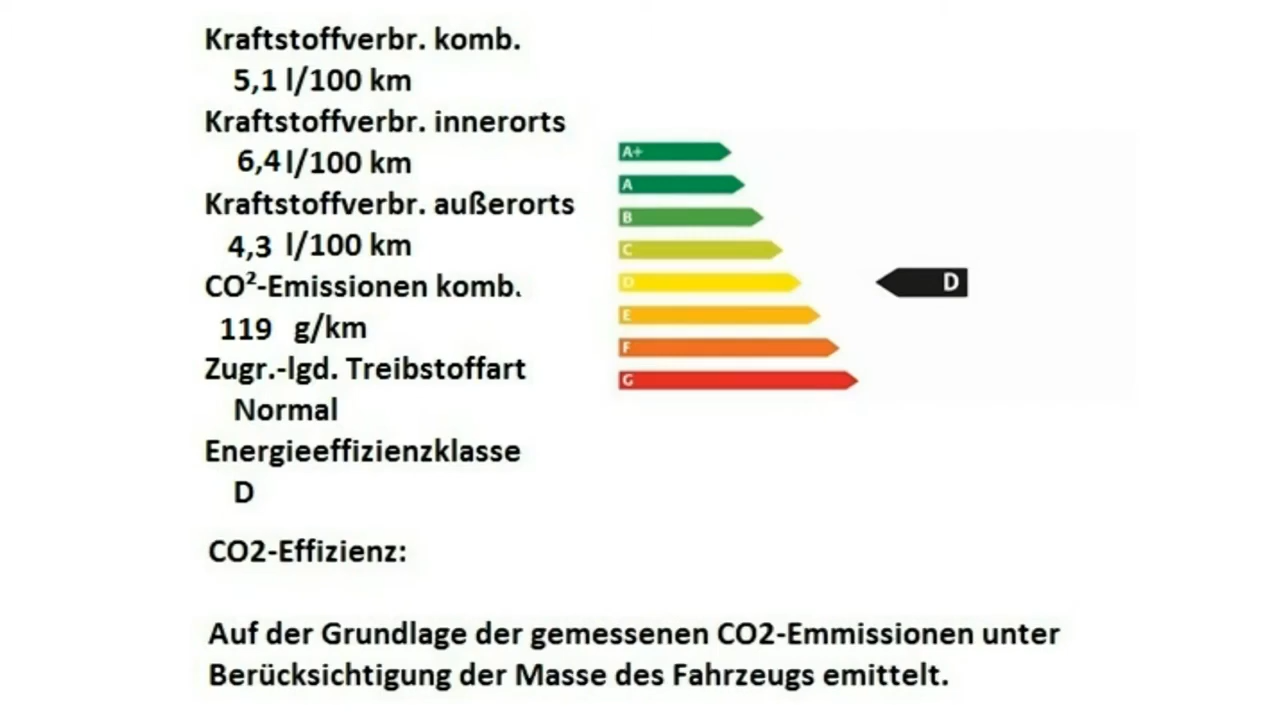 Kraftstoffverbr. komb.
5,1 l/100 km
Kraftstoffverbr. innerorts
6,4 l/100 km
Kraftstoffverbr. außerorts
4,3 l/100 km
CO²-Emissionen komb.
119 g/km
Zugr.-lgd. Treibstoffart
Normal
Energieeffizienzklasse
D
A+
A
B
C
D
D
E
F
G
CO2-Effizienz:
Auf der Grundlage der gemessenen CO2-Emmissionen unter
Berücksichtigung der Masse des Fahrzeugs emittelt.